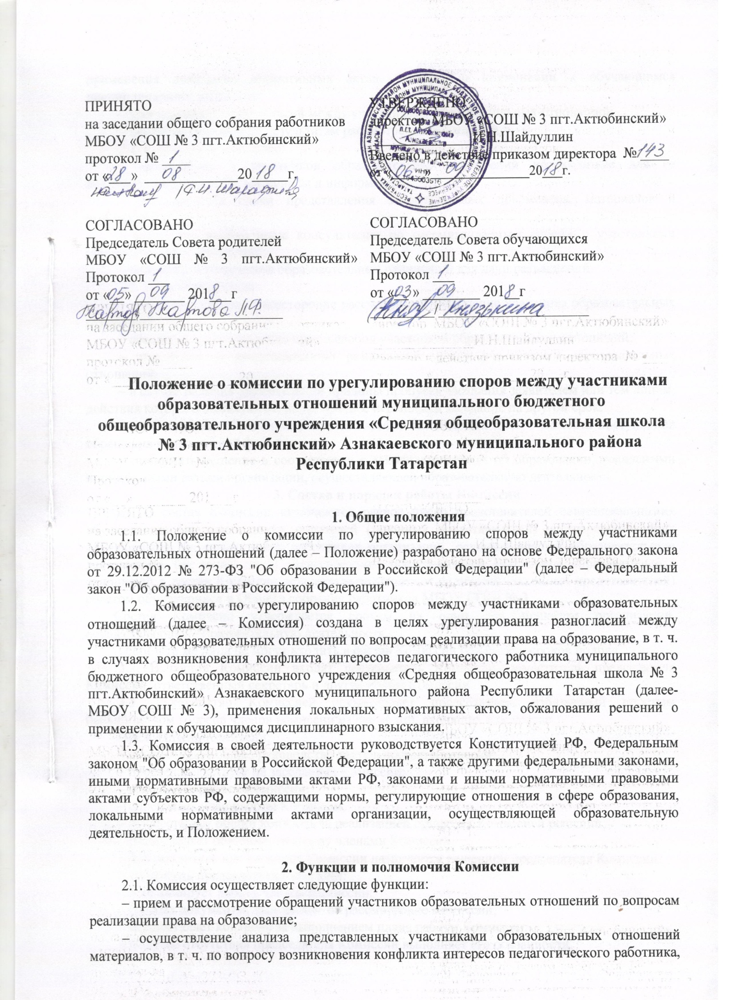 ПРИНЯТО
на заседании общего собрания работников
МБОУ «СОШ № 3 пгт.Актюбинский»
протокол № 1
от «28» 08 2018 г.
Ф.И. Шарафиева
УТВЕРЖДЕНО
директор МБОУ «СОШ № 3 пгт.Актюбинский»
И.Н.Шайдуллин
Введено в действие приказом директора № 143
от «06» 09 2018 г.
СОГЛАСОВАНО
Председатель Совета родителей
МБОУ «СОШ № 3 пгт.Актюбинский»
Протокол 1
от «05» 09 2018 г
Карпова Л.Ф.
СОГЛАСОВАНО
Председатель Совета обучающихся
МБОУ «СОШ № 3 пгт.Актюбинский»
Протокол 1
от «03» 09 2018 г
Князькина
Положение о комиссии по урегулированию споров между участниками
образовательных отношений муниципального бюджетного
общеобразовательного учреждения «Средняя общеобразовательная школа
№ 3 пгт.Актюбинский» Азнакаевского муниципального района
Республики Татарстан
1. Общие положения
1.1. Положение о комиссии по урегулированию споров между участниками
образовательных отношений (далее – Положение) разработано на основе Федерального закона
от 29.12.2012 № 273-ФЗ "Об образовании в Российской Федерации" (далее – Федеральный
закон "Об образовании в Российской Федерации").
1.2. Комиссия по урегулированию споров между участниками образовательных
отношений (далее – Комиссия) создана в целях урегулирования разногласий между
участниками образовательных отношений по вопросам реализации права на образование, в т. ч.
в случаях возникновения конфликта интересов педагогического работника муниципального
бюджетного общеобразовательного учреждения «Средняя общеобразовательная школа № 3
пгт.Актюбинский» Азнакаевского муниципального района Республики Татарстан (далее-
МБОУ СОШ № 3), применения локальных нормативных актов, обжалования решений о
применении к обучающимся дисциплинарного взыскания.
1.3. Комиссия в своей деятельности руководствуется Конституцией РФ, Федеральным
законом "Об образовании в Российской Федерации", а также другими федеральными законами,
иными нормативными правовыми актами РФ, законами и иными нормативными правовыми
актами субъектов РФ, содержащими нормы, регулирующие отношения в сфере образования,
локальными нормативными актами организации, осуществляющей образовательную
деятельность, и Положением.
2. Функции и полномочия Комиссии
2.1. Комиссия осуществляет следующие функции:
– прием и рассмотрение обращений участников образовательных отношений по вопросам
реализации права на образование;
– осуществление анализа представленных участниками образовательных отношений
материалов, в т. ч. по вопросу возникновения конфликта интересов педагогического работника,